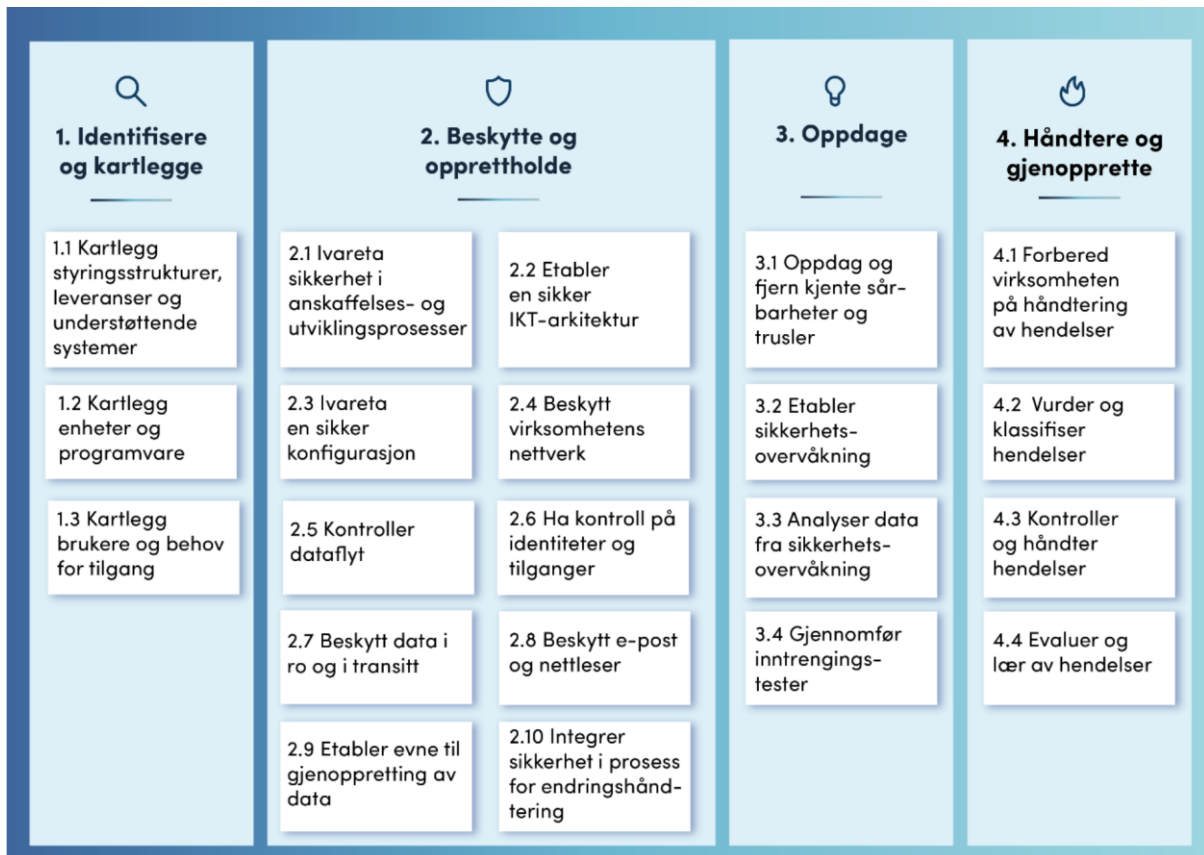 1. Identifisere
og kartlegge
1.1 Kartlegg
styringsstrukturer,
leveranser og
understøttende
systemer
1.2 Kartlegg
enheter og
programvare
1.3 Kartlegg
brukere og behov
for tilgang
2. Beskytte og
opprettholde
2.1 Ivareta
sikkerhet i
anskaffelses- og
utviklingsprosesser
2.2 Etabler
en sikker
IKT-arkitektur
2.3 Ivareta
en sikker
konfigurasjon
2.4 Beskytt
virksomhetens
nettverk
2.5 Kontroller
dataflyt
2.6 Ha kontroll på
identiteter og
tilganger
2.7 Beskytt data i
ro og i transitt
2.8 Beskytt e-post
og nettleser
2.9 Etabler evne til
gjenoppretting av
data
2.10 Integrer
sikkerhet i prosess
for endringshånd-
tering
3. Oppdage
3.1 Oppdag og
fjern kjente sår-
barheter og
trusler
3.2 Etabler
sikkerhets-
overvåkning
3.3 Analyser data
fra sikkerhets-
overvåkning
3.4 Gjennomfør
inntrengings-
tester
4. Håndtere og
gjenopprette
4.1 Forbered
virksomheten
på håndtering
av hendelser
4.2 Vurder og
klassifiser
hendelser
4.3 Kontroller
og håndter
hendelser
4.4 Evaluer og
lær av hendelser